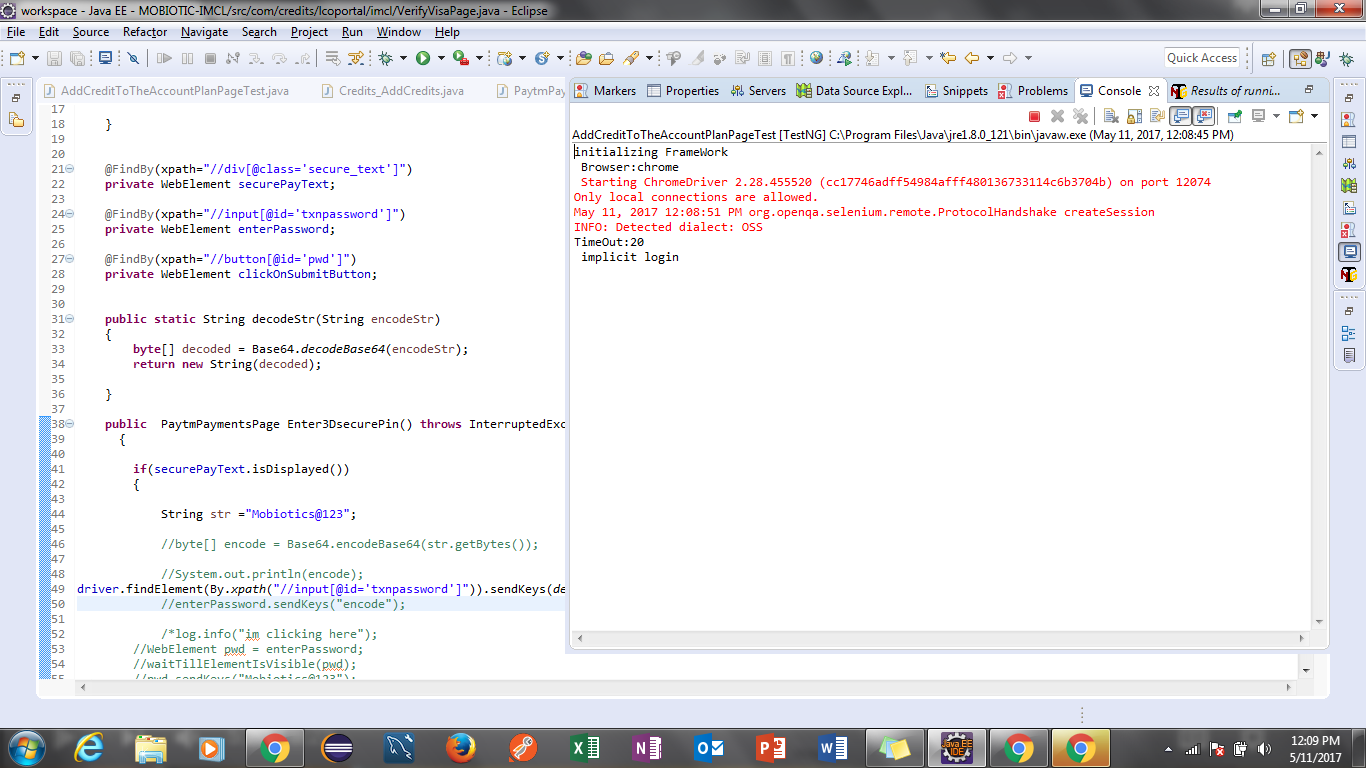 workspace - Java EE - MOBIOTIC-IMCL/src/com/credits/lcoportal/imcl/VerifyVisaPage.java - Eclipse
File Edit Source Refactor Navigate Search Project Run Window Help
Quick Access
AddCreditToTheAccountPlanPageTest.java Credits_AddCredits.java PaytmPay
Markers Properties Servers Data Source Expl... Snippets Problems Console Results of runni...
AddCreditToTheAccountPlanPageTest [TestNG] C:\Program Files\Java\jre1.8.0_121\bin\javaw.exe (May 11, 2017, 12:08:45 PM)
initializing FrameWork
Browser:chrome
Starting ChromeDriver 2.28.455520 (cc17746adff54984afff480136733114c6b3704b) on port 12074
Only local connections are allowed.
May 11, 2017 12:08:51 PM org.openqa.selenium.remote.ProtocolHandshake createSession
INFO: Detected dialect: OSS
TimeOut:20
implicit login
17
18 }
19
20
21 @FindBy(xpath="//div[@class='secure_text']")
22 private WebElement securePayText;
23
24 @FindBy(xpath="//input[@id='txnpassword']")
25 private WebElement enterPassword;
26
27 @FindBy(xpath="//button[@id='pwd']")
28 private WebElement clickOnSubmitButton;
29
30
31 public static String decodeStr(String encodeStr)
32 {
33 byte[] decoded = Base64.decodeBase64(encodeStr);
34 return new String(decoded);
35
36 }
37
38 public PaytmPaymentsPage Enter3DsecurePin() throws InterruptedExc
39 {
40
41 if(securePayText.isDisplayed())
42 {
43
44 String str ="Mobiotics@123";
45
46 //byte[] encode = Base64.encodeBase64(str.getBytes());
47
48 //System.out.println(encode);
49 driver.findElement(By.xpath("//input[@id='txnpassword']")).sendKeys(de
50 //enterPassword.sendKeys("encode");
51
52 /*log.info("im clicking here");
53 //WebElement pwd = enterPassword;
54 //waitTillElementIsVisible(pwd);
55 //pwd.sendKeys("Mobiotics@123");
12:09 PM
5/11/2017